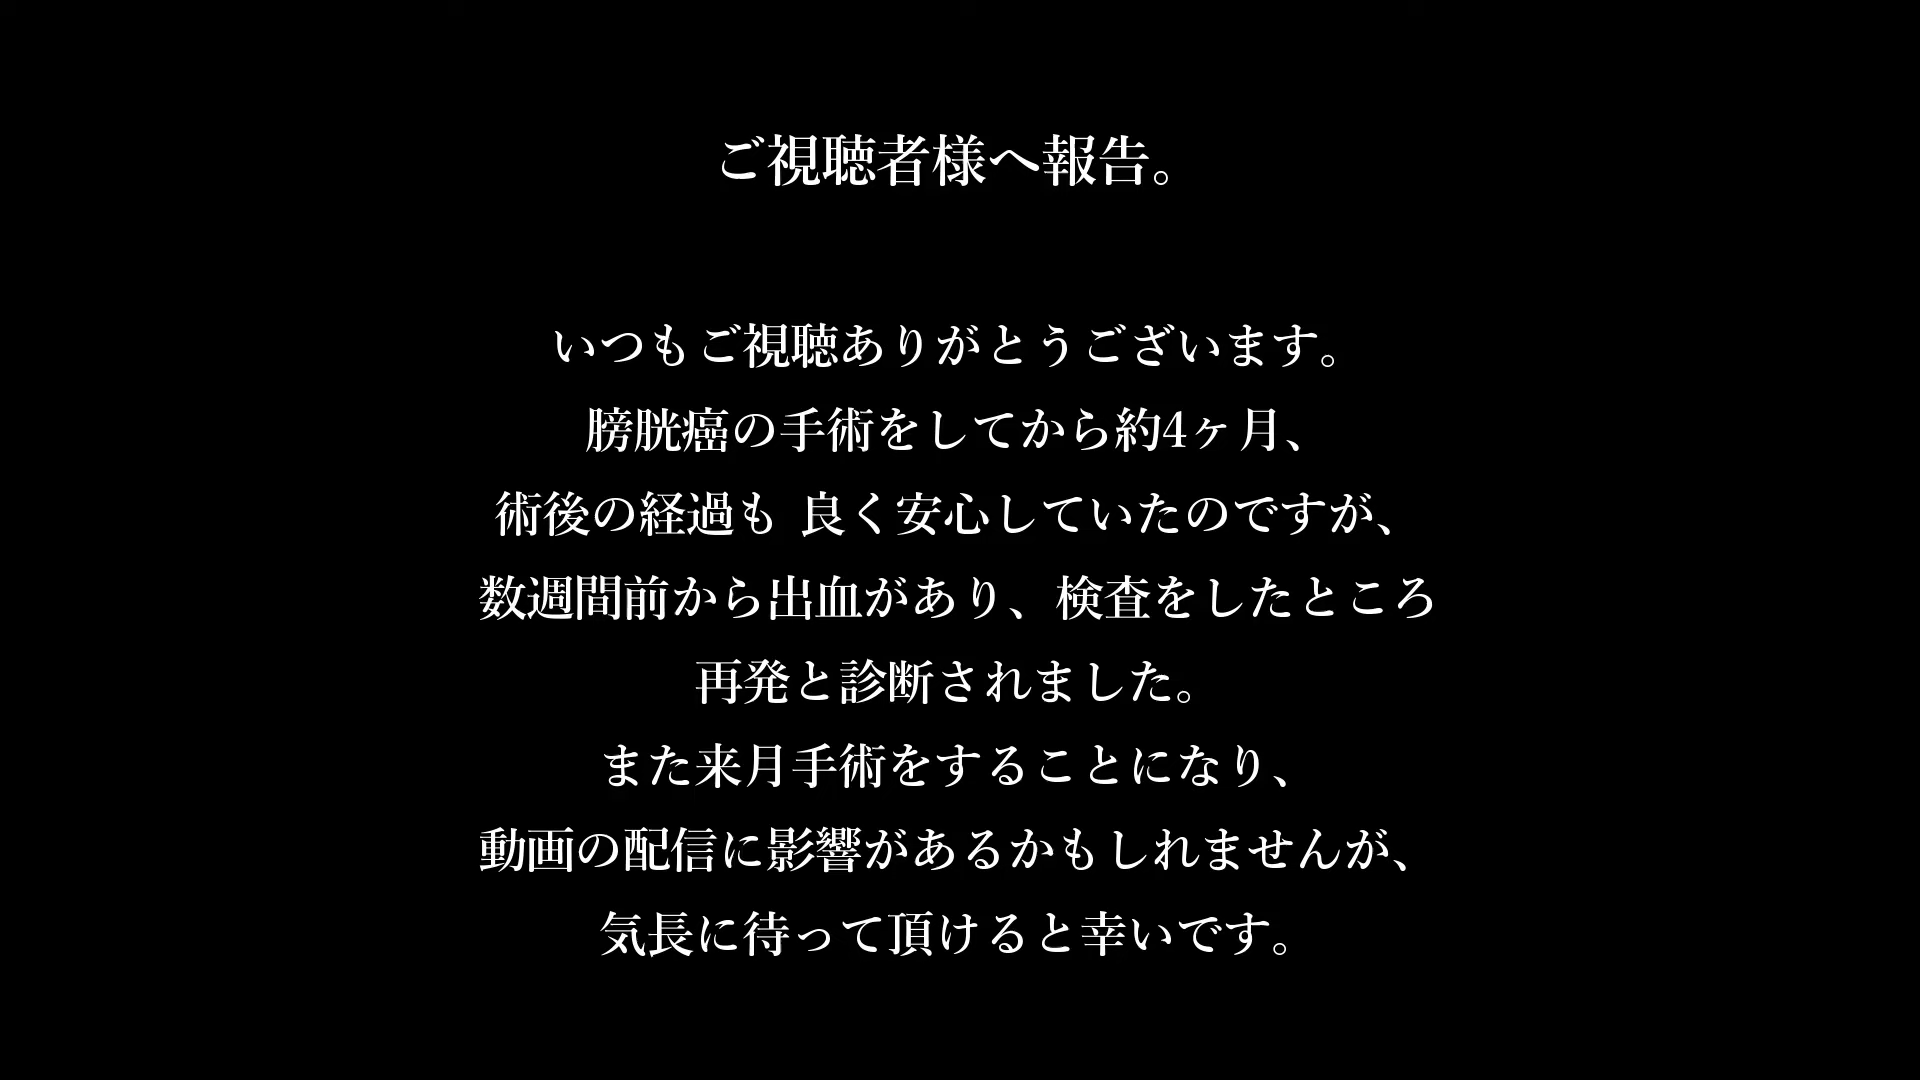 ご視聴者様へ報告。
いつもご視聴ありがとうございます。
膀胱癌の手術をしてから約4ヶ月、
術後の経過も 良く安心していたのですが、
数週間前から出血があり、検査をしたところ
再発と診断されました。
また来月手術をすることになり、
動画の配信に影響があるかもしれませんが、
気長に待って頂けると幸いです。